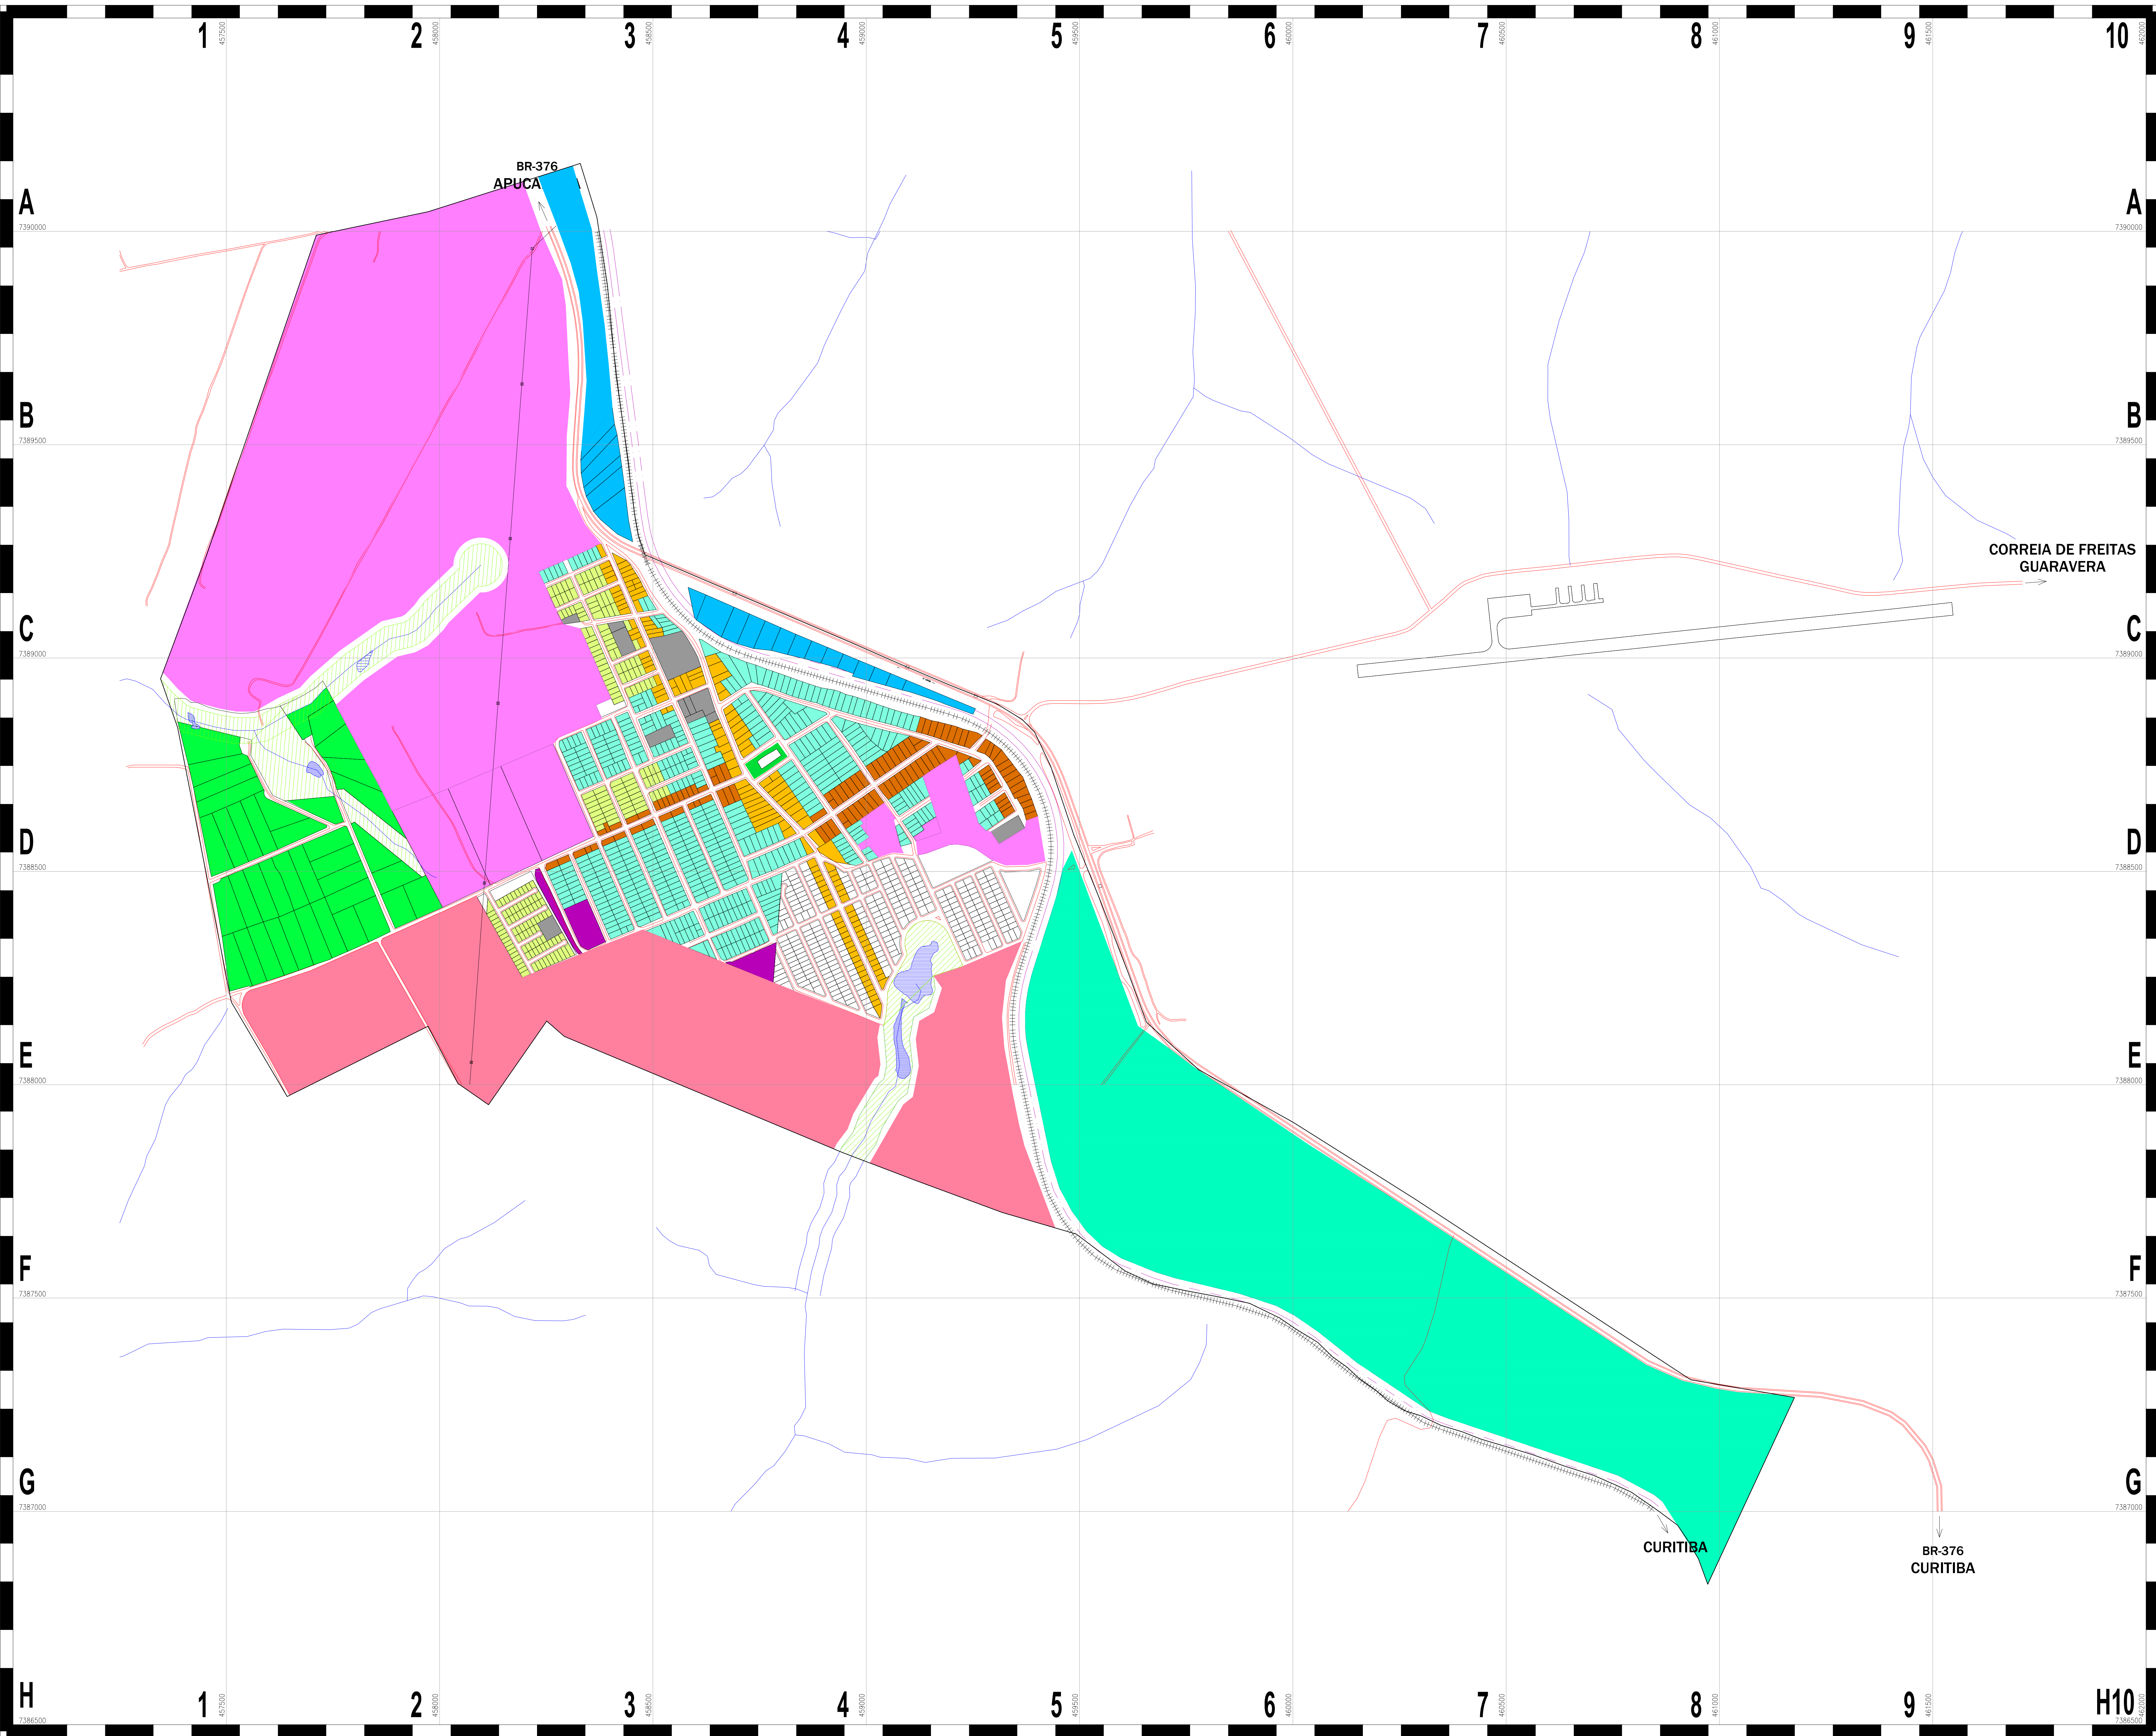 1 457500 2 458000 3 458500 4 459000 5 459500 6 460000 7 460500 8 461000 9 461500 10 462000
BR-376
A A
7390000 7390000
B B
7389500 7389500
CORREIA DE FREITAS
GUARAVERA
C C
7389000 7389000
D D
7388500 7388500
E E
7388000 7388000
F F
7387500 7387500
G G
7387000 7387000
CURITIBA
BR-376
CURITIBA
H 1 457500 2 458000 3 458500 4 459000 5 459500 6 460000 7 460500 8 461000 9 461500 H10 462000
7386500 7386500